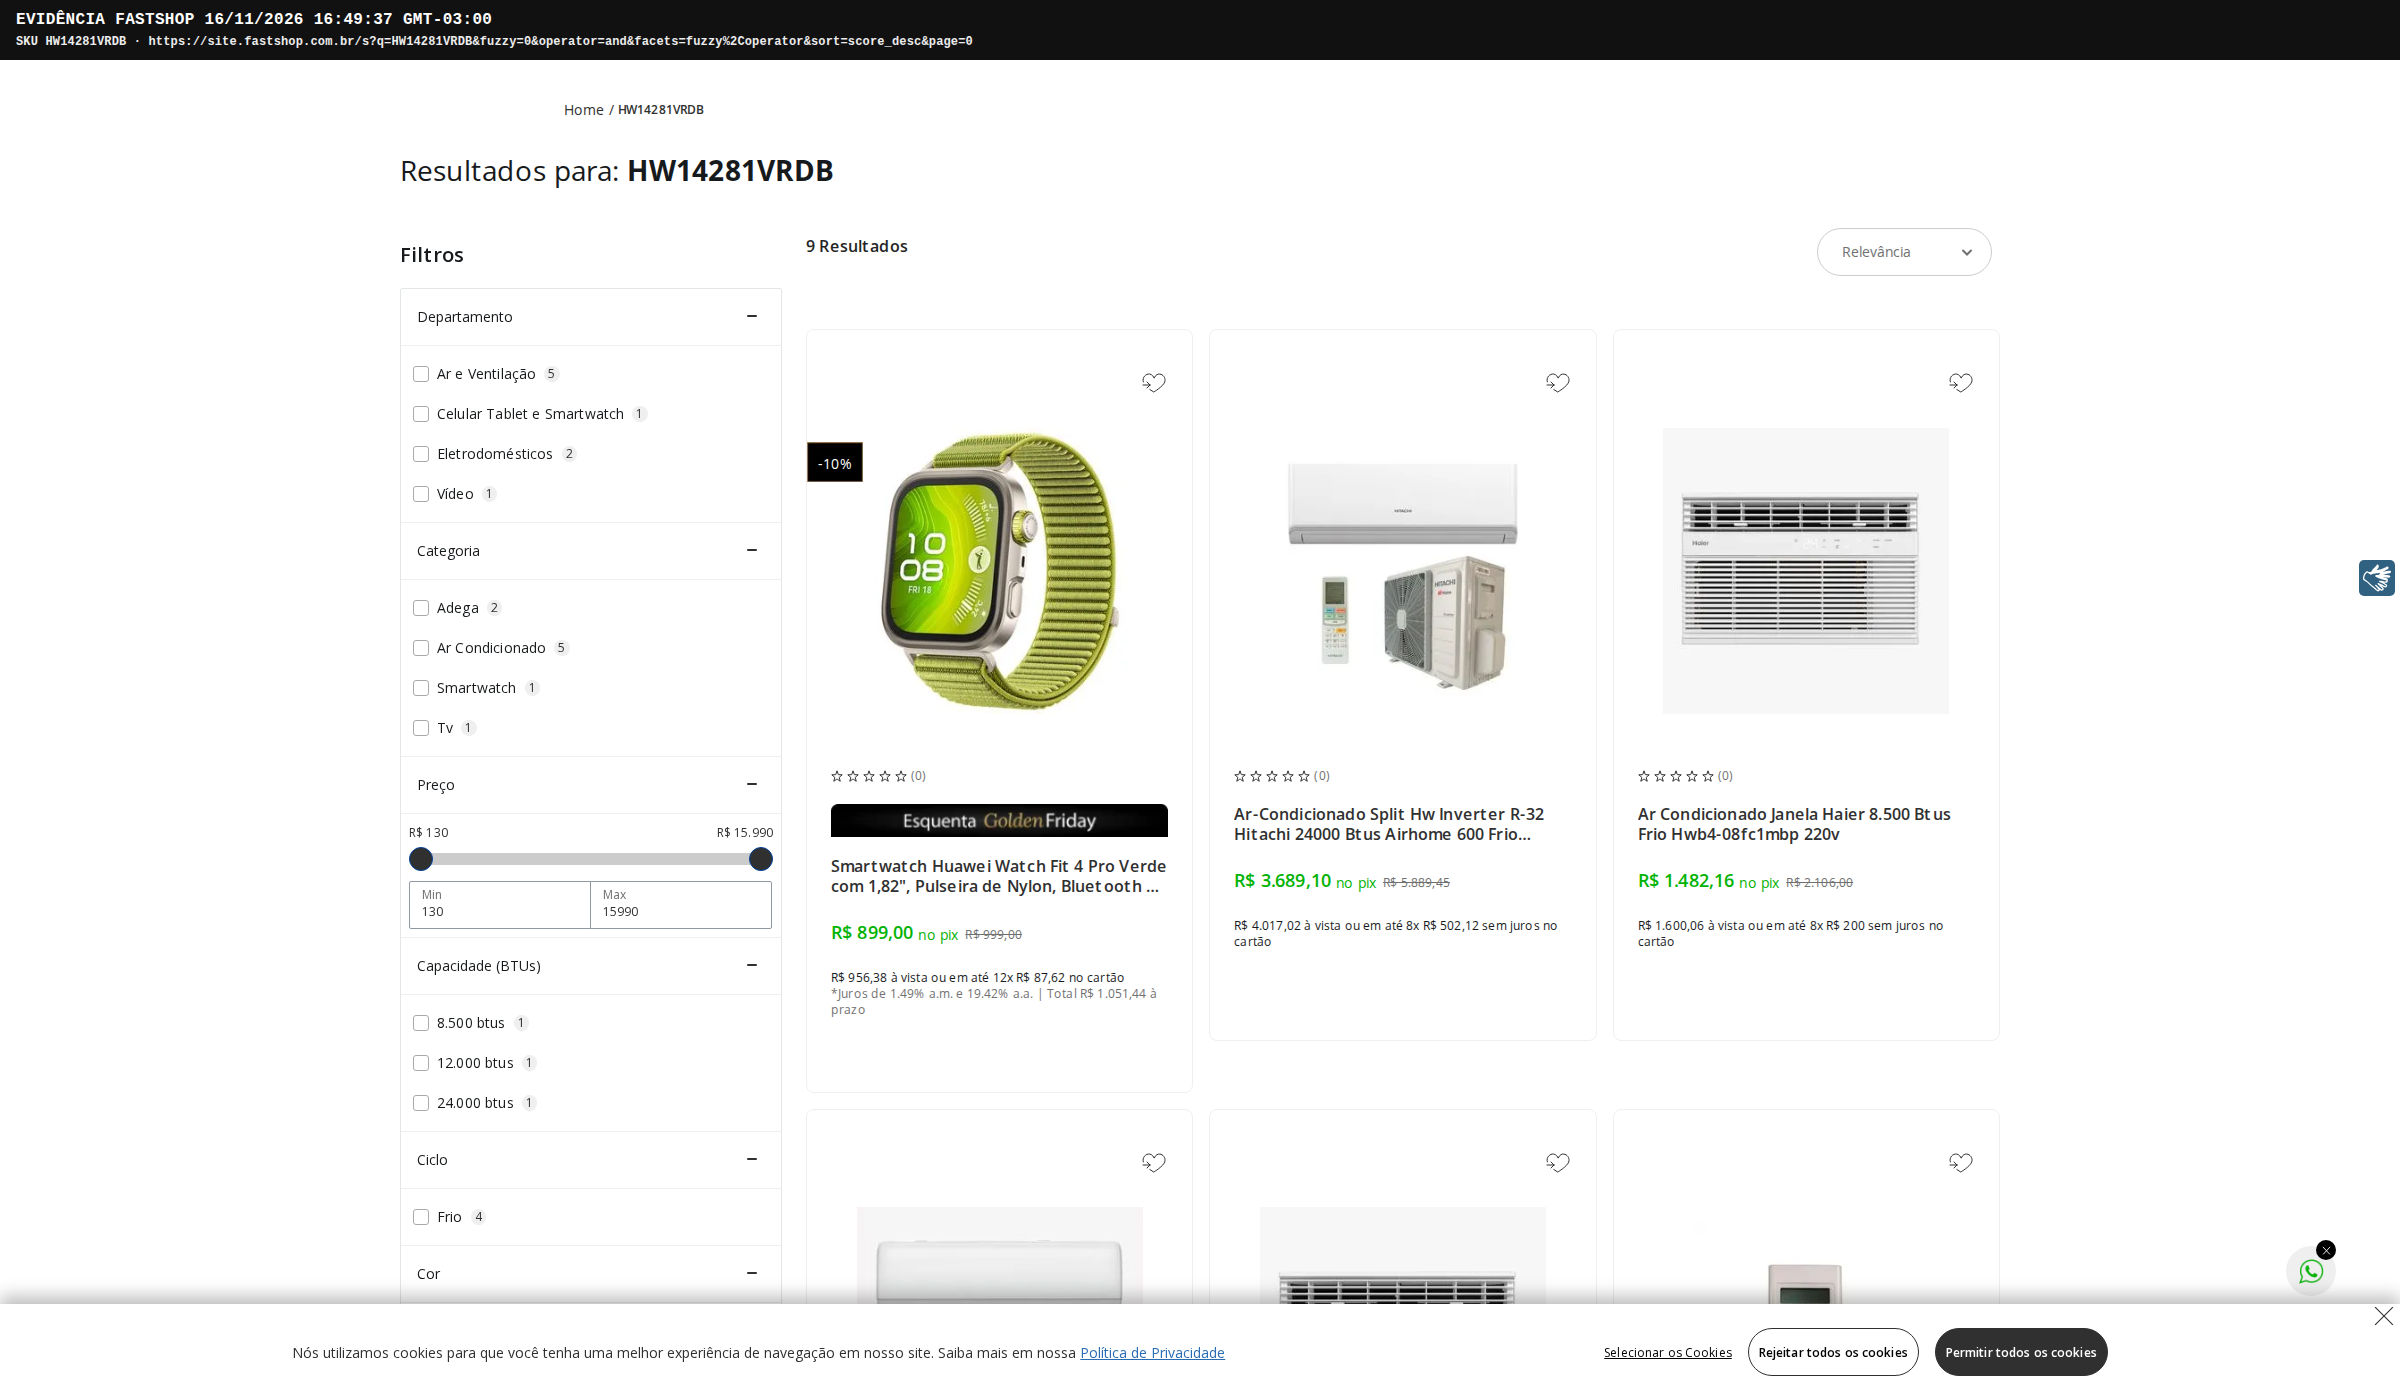 EVIDÊNCIA FASTSHOP 16/11/2026 16:49:37 GMT-03:00
SKU HW14281VRDB · https://site.fastshop.com.br/s?q=HW14281VRDB&fuzzy=0&operator=and&facets=fuzzy%2Coperator&sort=score_desc&page=0
Home / HW14281VRDB
Resultados para: HW14281VRDB
Filtros
9 Resultados
Relevância
Departamento
Ar e Ventilação 5
Celular Tablet e Smartwatch 1
Eletrodomésticos 2
Vídeo 1
Categoria
Adega 2
Ar Condicionado 5
Smartwatch 1
Tv 1
Preço
R$ 130 R$ 15.990
Min Max
130 15990
Capacidade (BTUs)
8.500 btus 1
12.000 btus 1
24.000 btus 1
Ciclo
Frio 4
Cor
-10%
10
08
FRI 18
(0)
Esquenta Golden Friday
Smartwatch Huawei Watch Fit 4 Pro Verde
com 1,82", Pulseira de Nylon, Bluetooth ...
R$ 899,00 no pix R$ 999,00
R$ 956,38 à vista ou em até 12x R$ 87,62 no cartão
*Juros de 1.49% a.m. e 19.42% a.a. | Total R$ 1.051,44 à
prazo
HITACHI
HITACHI
(0)
Ar-Condicionado Split Hw Inverter R-32
Hitachi 24000 Btus Airhome 600 Frio...
R$ 3.689,10 no pix R$ 5.889,45
R$ 4.017,02 à vista ou em até 8x R$ 502,12 sem juros no
cartão
Haier
(0)
Ar Condicionado Janela Haier 8.500 Btus
Frio Hwb4-08fc1mbp 220v
R$ 1.482,16 no pix R$ 2.106,00
R$ 1.600,06 à vista ou em até 8x R$ 200 sem juros no
cartão
Nós utilizamos cookies para que você tenha uma melhor experiência de navegação em nosso site. Saiba mais em nossa Política de Privacidade
Selecionar os Cookies
Rejeitar todos os cookies
Permitir todos os cookies